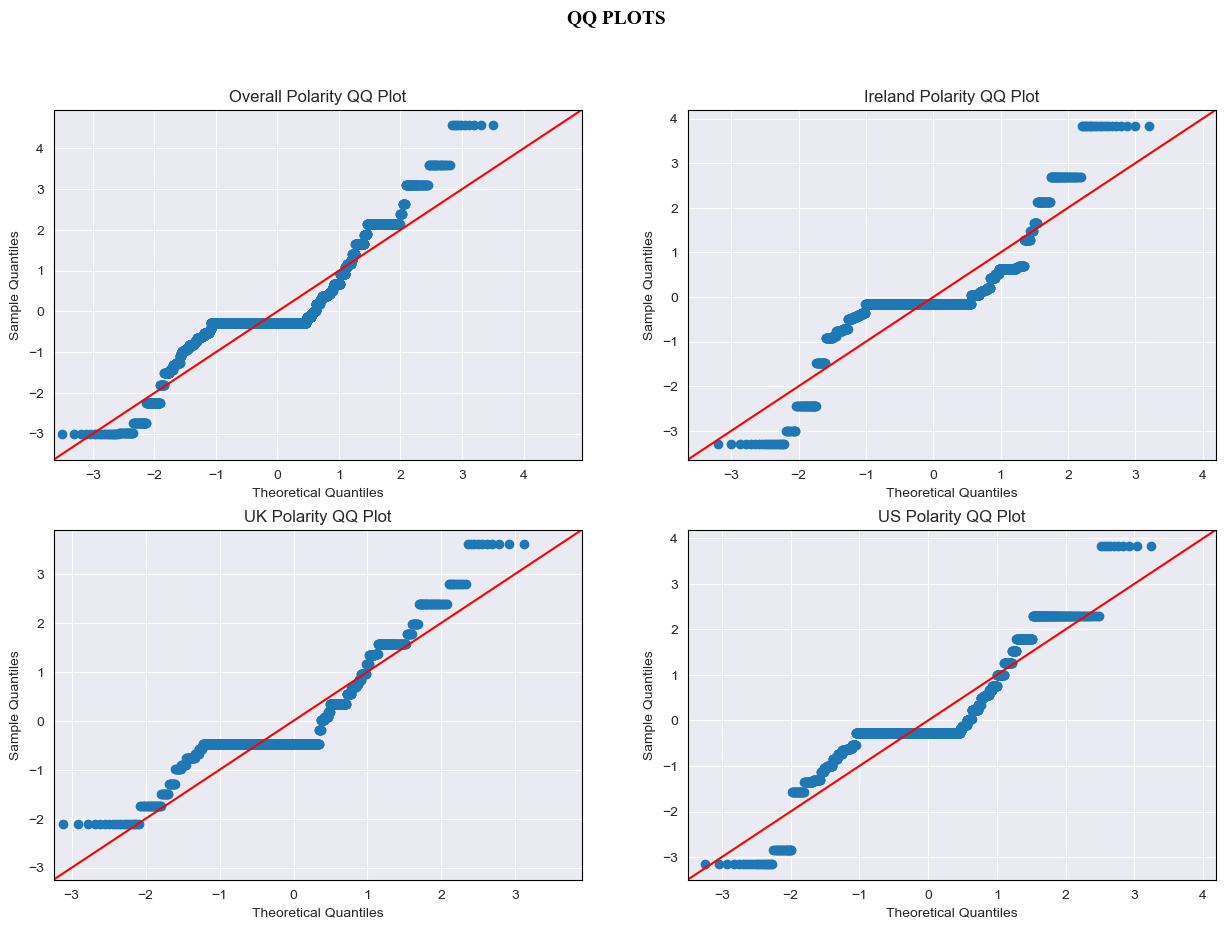 QQ PLOTS
Overall Polarity QQ Plot
Sample Quantiles
4
3
2
1
0
−1
−2
−3
−3 −2 −1 0 1 2 3 4
Theoretical Quantiles
Ireland Polarity QQ Plot
Sample Quantiles
4
3
2
1
0
−1
−2
−3
−3 −2 −1 0 1 2 3 4
Theoretical Quantiles
UK Polarity QQ Plot
Sample Quantiles
3
2
1
0
−1
−2
−3
−3 −2 −1 0 1 2 3
Theoretical Quantiles
US Polarity QQ Plot
Sample Quantiles
4
3
2
1
0
−1
−2
−3
−3 −2 −1 0 1 2 3 4
Theoretical Quantiles